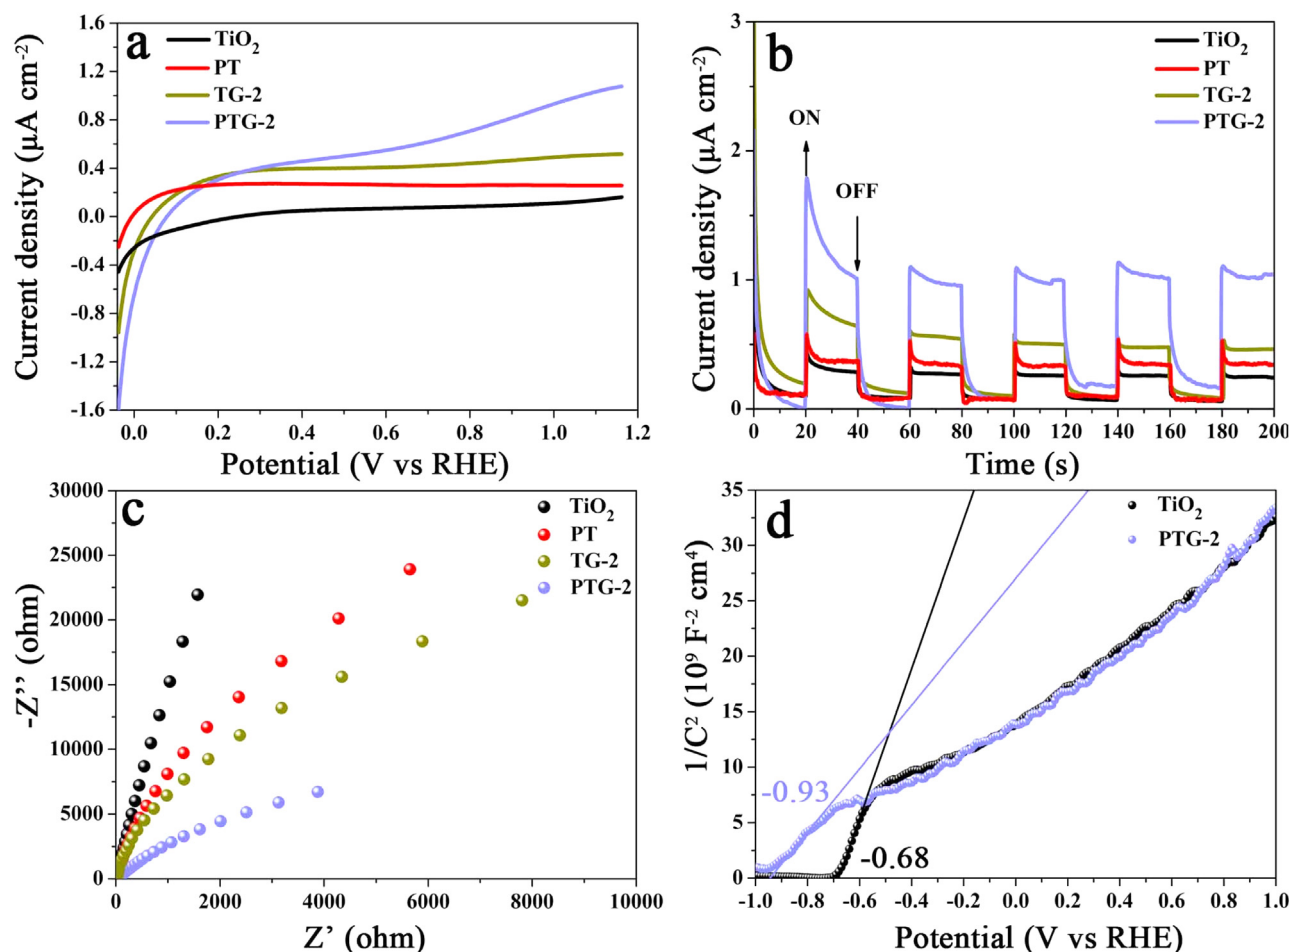 a
TiO2
PT
TG-2
PTG-2
1.6
1.2
0.8
0.4
0.0
-0.4
-0.8
-1.2
-1.6
0.0 0.2 0.4 0.6 0.8 1.0 1.2
Current density (μA cm-2)
Potential (V vs RHE)
b
TiO2
PT
TG-2
PTG-2
ON
OFF
3
2
1
0
0 20 40 60 80 100 120 140 160 180 200
Current density (μA cm-2)
Time (s)
c
TiO2
PT
TG-2
PTG-2
30000
25000
20000
15000
10000
5000
0
0 2000 4000 6000 8000 10000
-Z’’ (ohm)
Z’ (ohm)
d
TiO2
PTG-2
35
30
25
20
15
10
5
0
-0.93
-0.68
-1.0 -0.8 -0.6 -0.4 -0.2 0.0 0.2 0.4 0.6 0.8 1.0
1/C2 (109 F-2 cm4)
Potential (V vs RHE)